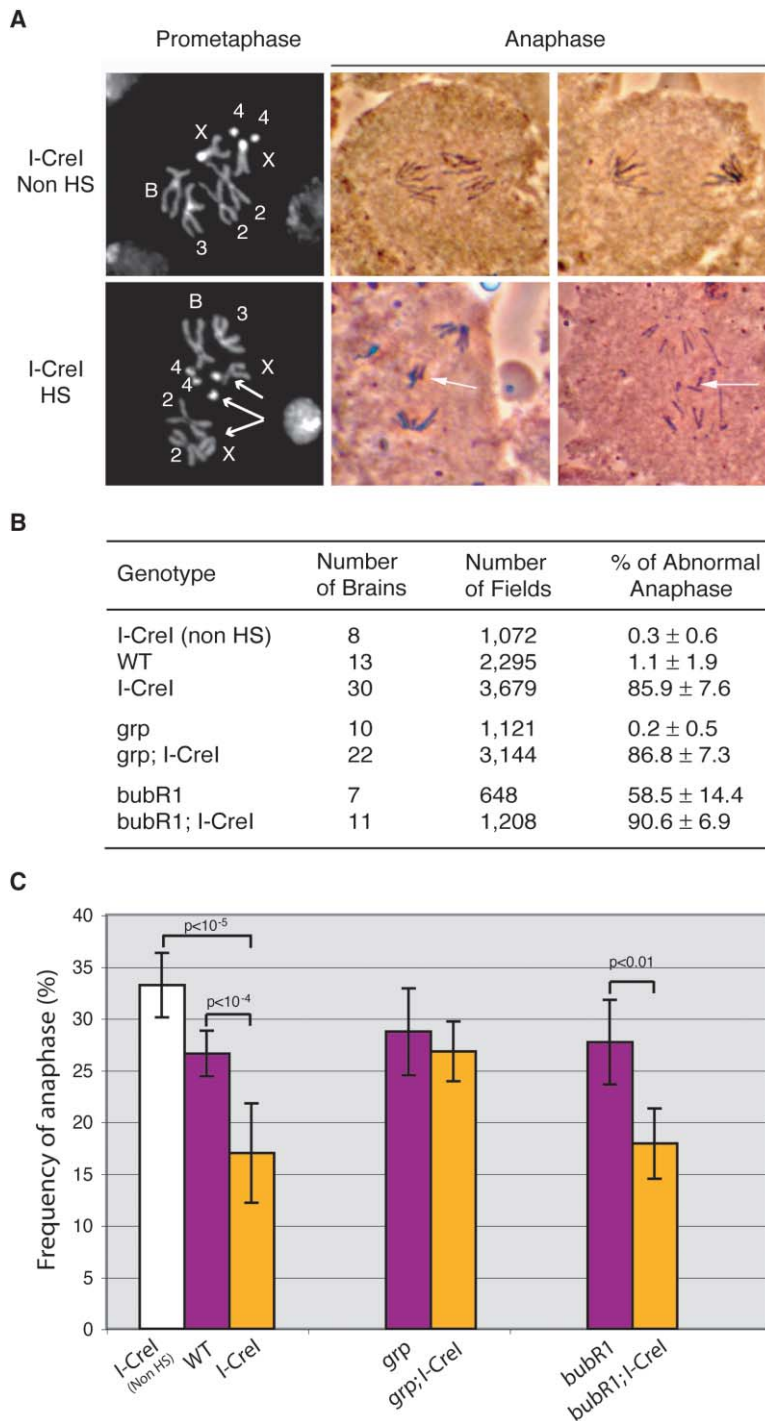 A
Prometaphase Anaphase
I-CreI
Non HS
4
4
X
X
B
2
2
3
I-CreI
HS
B
3
X
4
4
2
2
X
B
Genotype Number of Brains Number of Fields % of Abnormal Anaphase
I-CreI (non HS) 8 1,072 0.3 ± 0.6
WT 13 2,295 1.1 ± 1.9
I-CreI 30 3,679 85.9 ± 7.6
grp 10 1,121 0.2 ± 0.5
grp; I-CreI 22 3,144 86.8 ± 7.3
bubR1 7 648 58.5 ± 14.4
bubR1; I-CreI 11 1,208 90.6 ± 6.9
C
Frequency of anaphase (%)
40
35
30
25
20
15
10
5
0
p<10-5
p<10-4
p<0.01
I-CreI
(Non HS)
WT
I-CreI
grp
grp;I-CreI
bubR1
bubR1;I-CreI